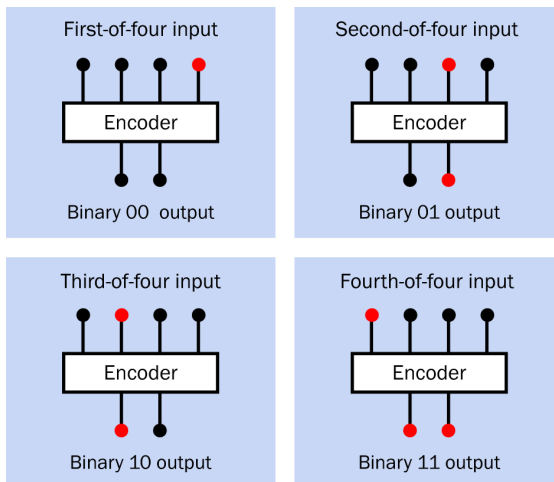 First-of-four input
Encoder
Binary 00 output
Second-of-four input
Encoder
Binary 01 output
Third-of-four input
Encoder
Binary 10 output
Fourth-of-four input
Encoder
Binary 11 output